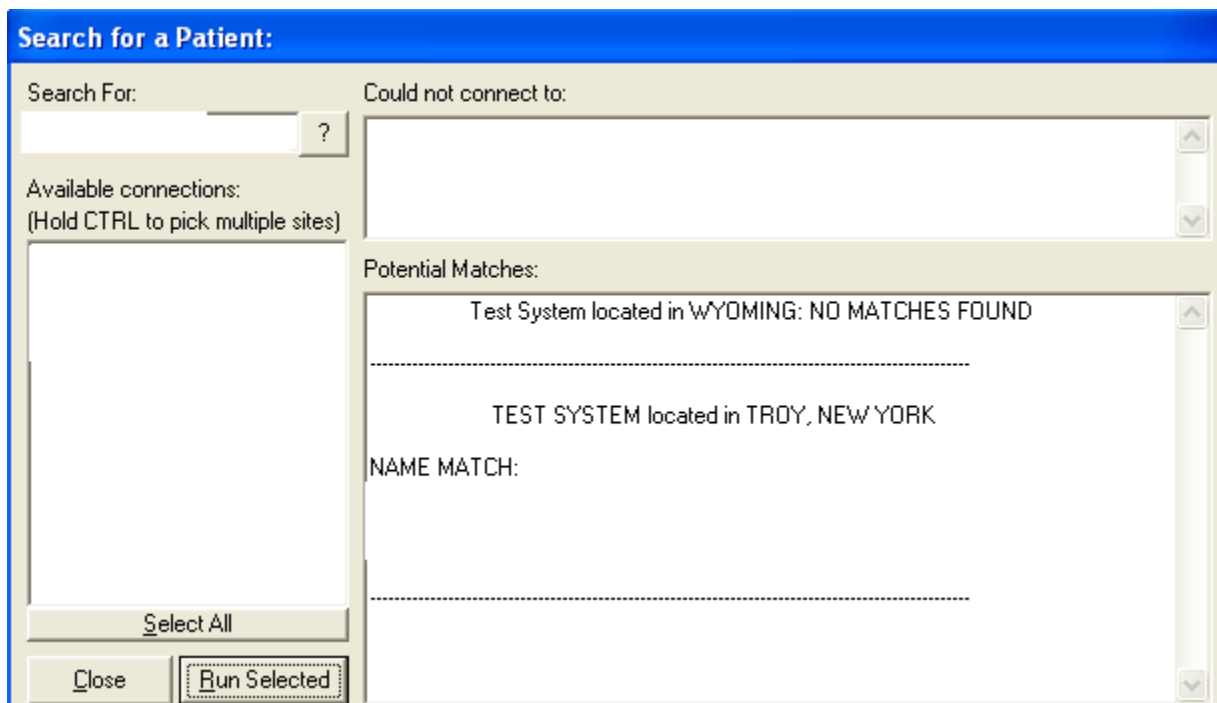 Search for a Patient:
Search For:
?
Available connections:
(Hold CTRL to pick multiple sites)
Select All
Close
Run Selected
Could not connect to:
Potential Matches:
Test System located in WYOMING: NO MATCHES FOUND
----------------------------------------------------------------------------------------------------
TEST SYSTEM located in TROY, NEW YORK
NAME MATCH:
----------------------------------------------------------------------------------------------------